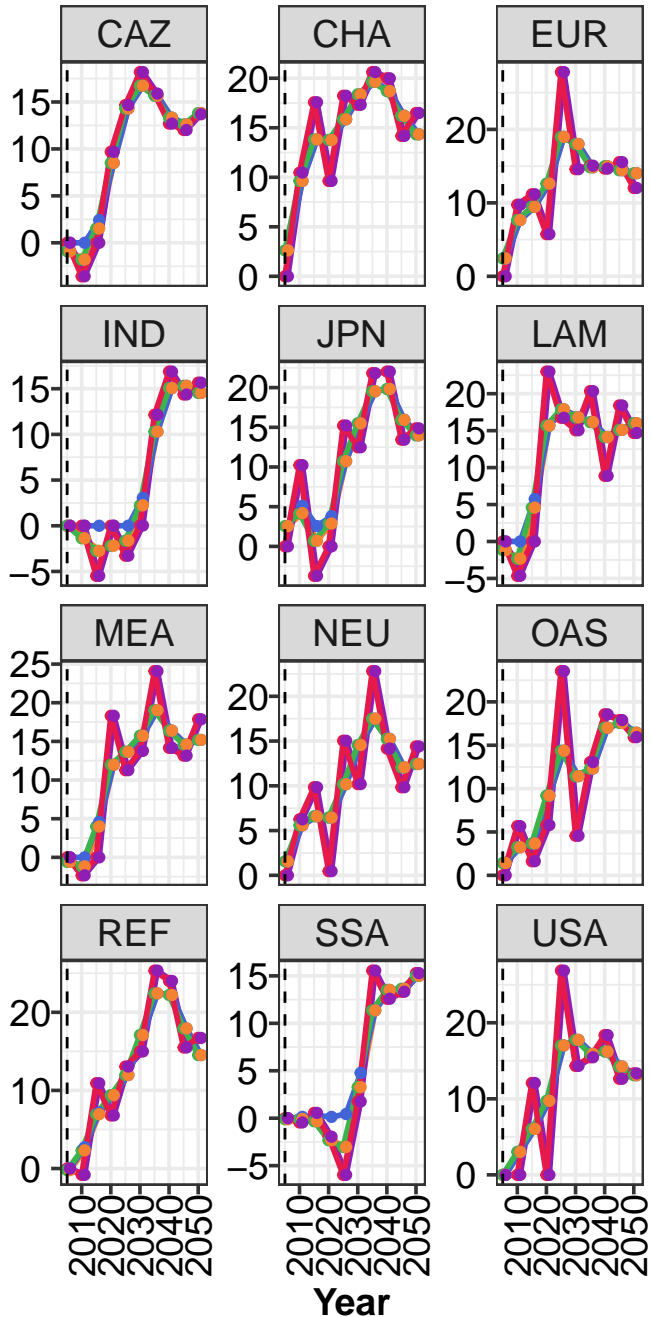 CAZ CHA EUR
15 20
10 15 20
5 10 10
0 5
0 0
IND JPN LAM
15 20 20
10 15 15
5 10 10
0 5 5
−5 0 0
−5
MEA NEU OAS
25
20 20 20
15 15 15
10 10 10
5 5 5
0 0 0
REF SSA USA
20 15
10 10 20
0 5 10
0 0
−5
2010 2020 2030 2040 2050 2010 2020 2030 2040 2050 2010 2020 2030 2040 2050
Year